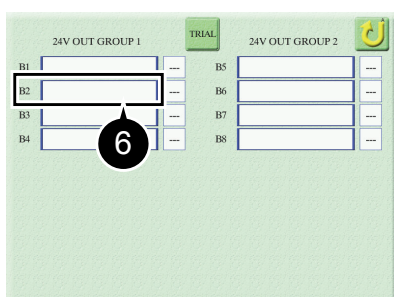 TRIAL
24V OUT GROUP 1
24V OUT GROUP 2
B1 --- B5 ---
B2 --- B6 ---
B3 --- B7 ---
B4 --- B8 ---
6